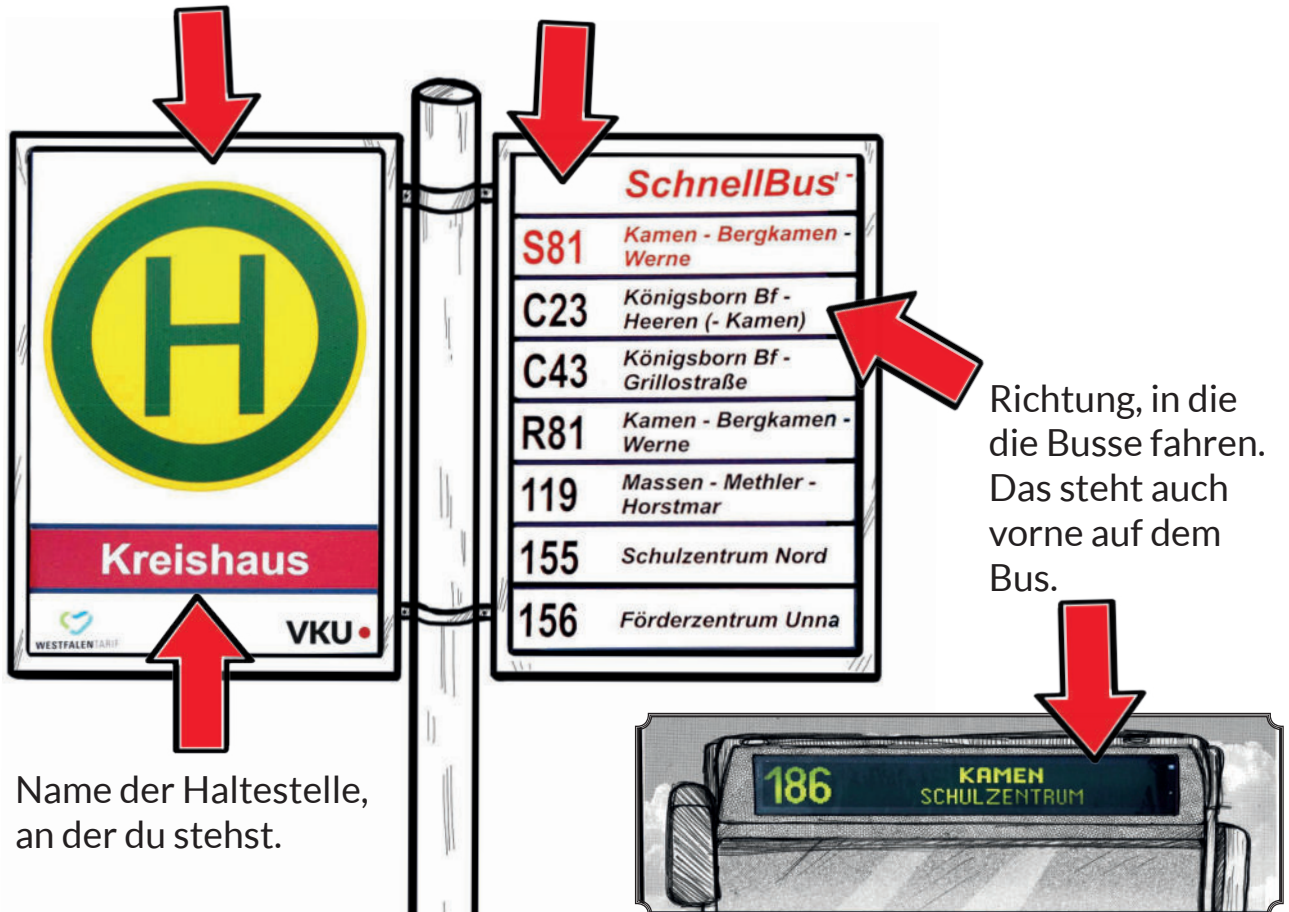 H
Kreishaus
WESTFALENTARIF
VKU
SchnellBus
S81 Kamen - Bergkamen -
Werne
C23 Königsborn Bf -
Heeren (- Kamen)
C43 Königsborn Bf -
Grillostraße
R81 Kamen - Bergkamen -
Werne
119 Massen - Methler -
Horstmar
155 Schulzentrum Nord
156 Förderzentrum Unna
Richtung, in die
die Busse fahren.
Das steht auch
vorne auf dem
Bus.
Name der Haltestelle,
an der du stehst.
186 KAMEN
SCHULZENTRUM